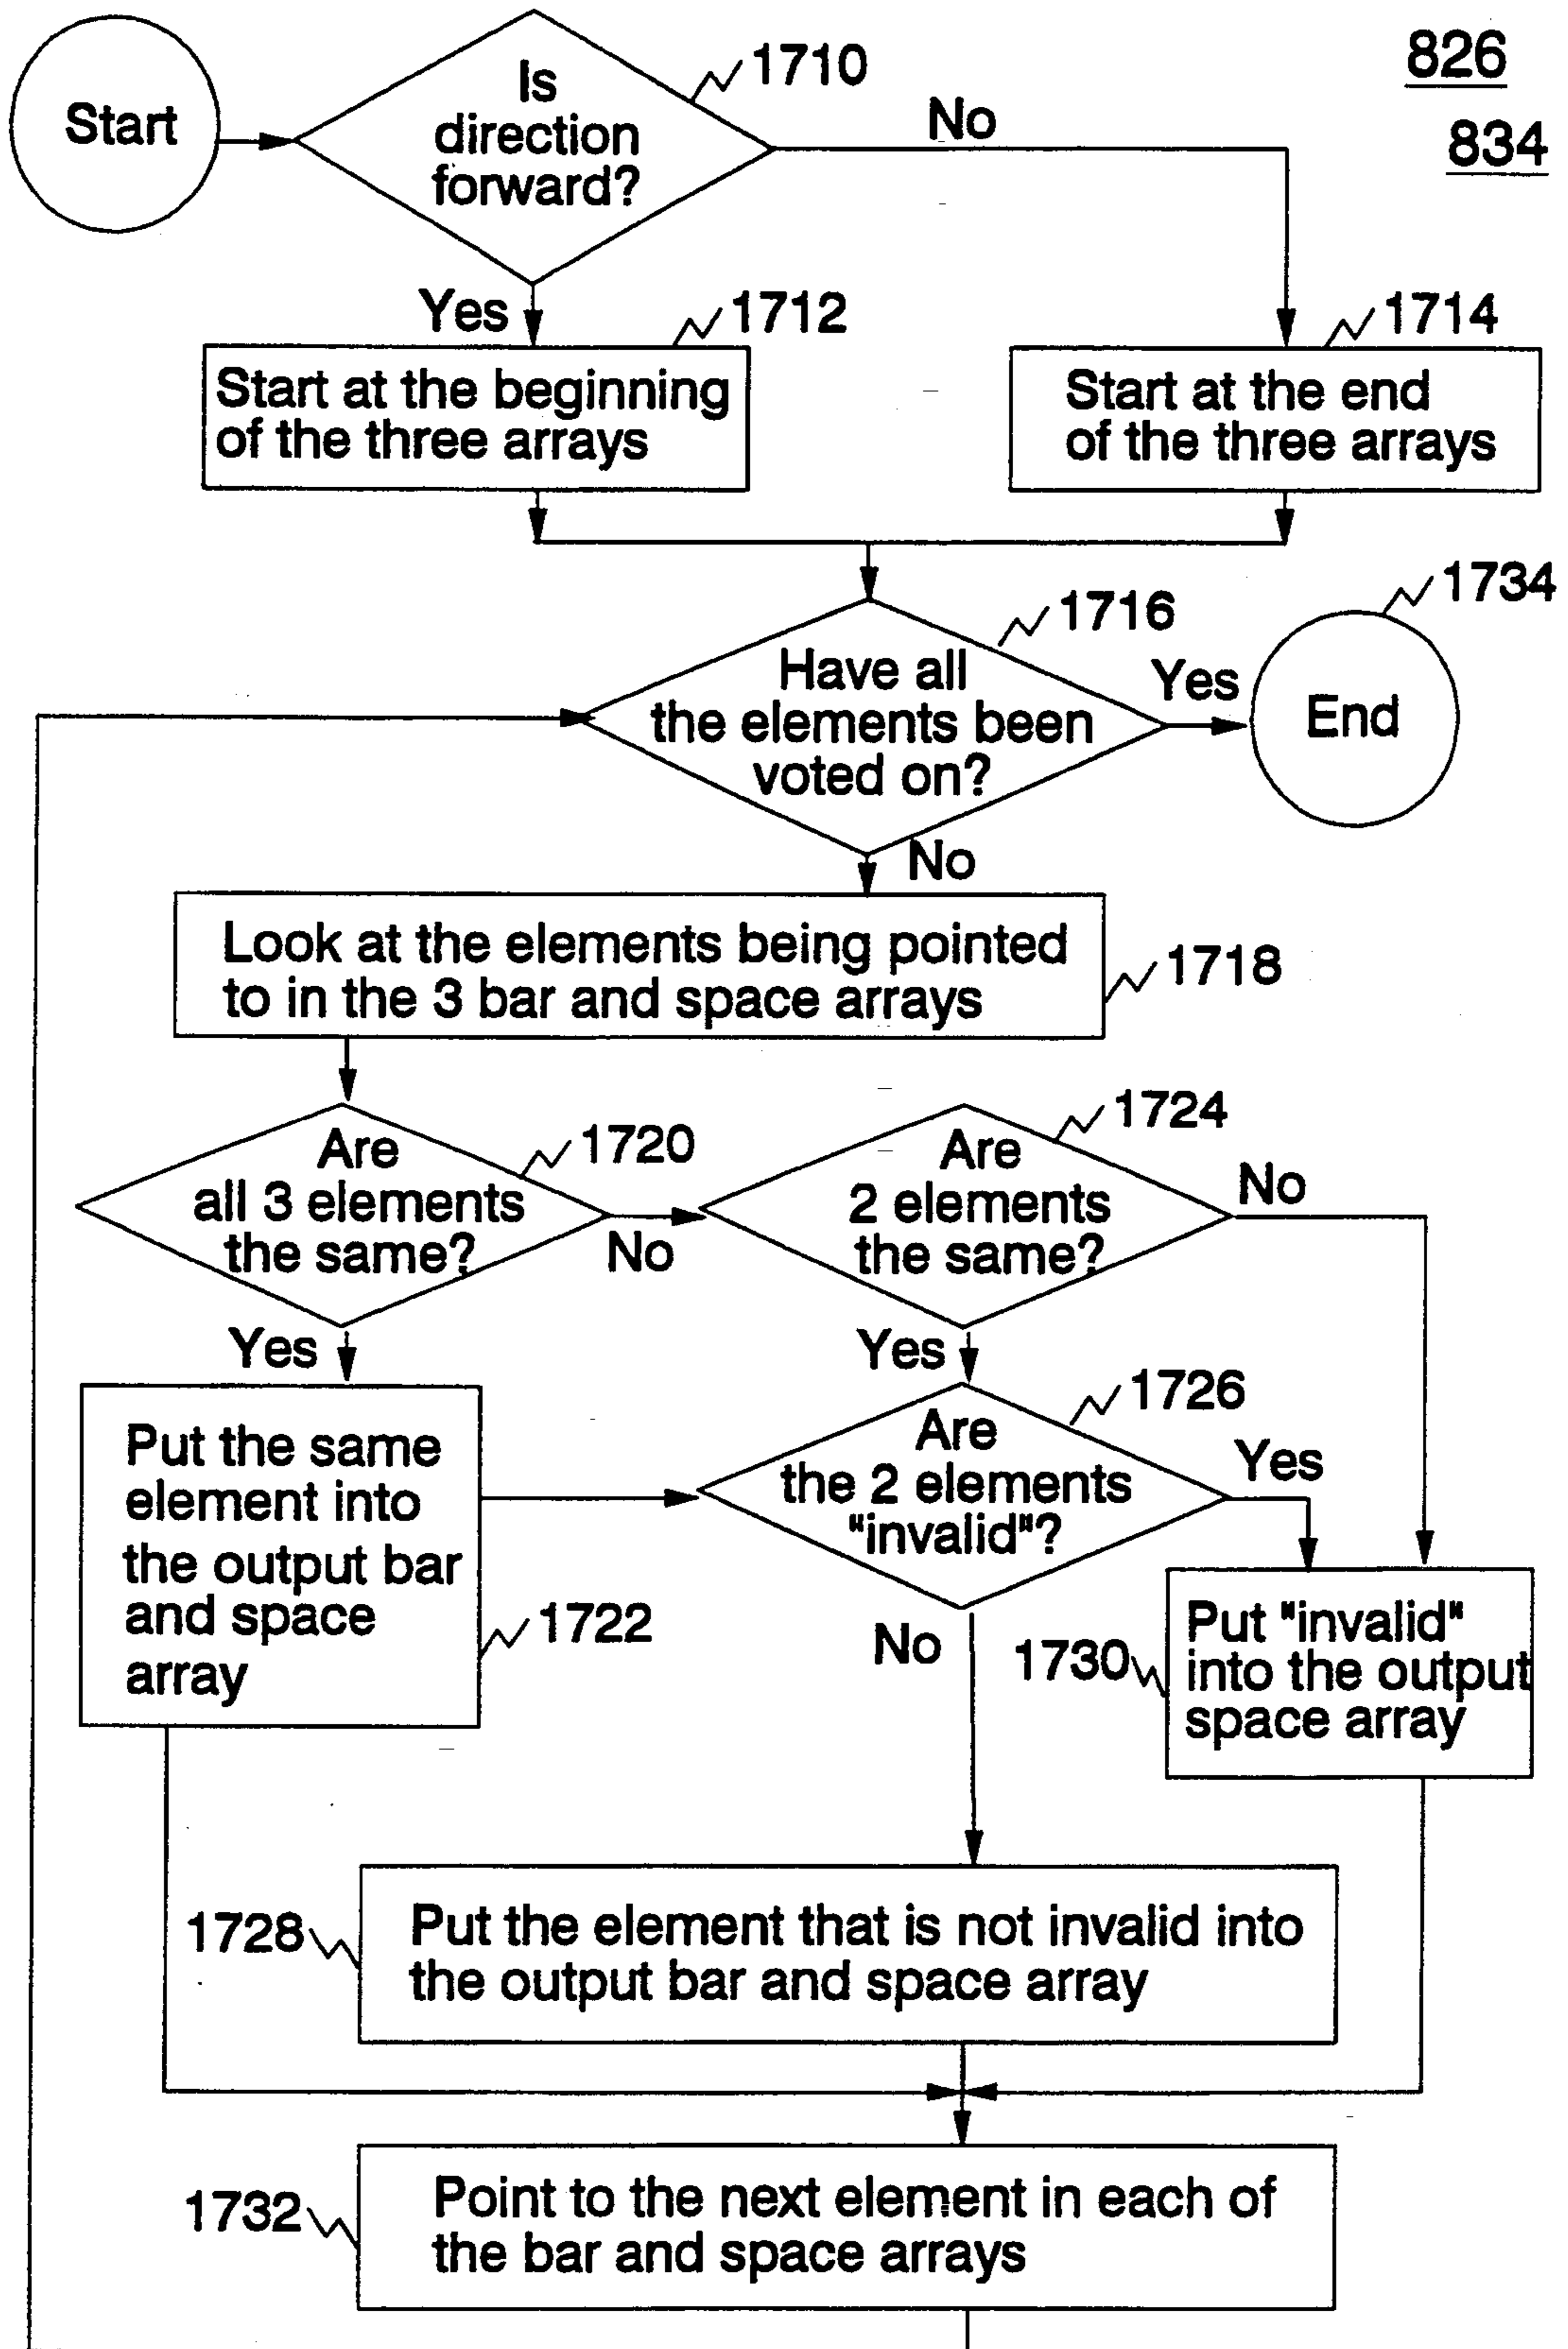 826
834
Start
Is
direction
forward?
1710
No
Yes
1712
1714
Start at the beginning
of the three arrays
Start at the end
of the three arrays
1716
1734
Have all
the elements been
voted on?
Yes
End
No
Look at the elements being pointed
to in the 3 bar and space arrays
1718
Are
all 3 elements
the same?
1720
No
Are
2 elements
the same?
1724
No
Yes
Yes
Put the same
element into
the output bar
and space
array
1722
Are
the 2 elements
"invalid"?
1726
Yes
No
1730
Put "invalid"
into the output
space array
1728
Put the element that is not invalid into
the output bar and space array
1732
Point to the next element in each of
the bar and space arrays